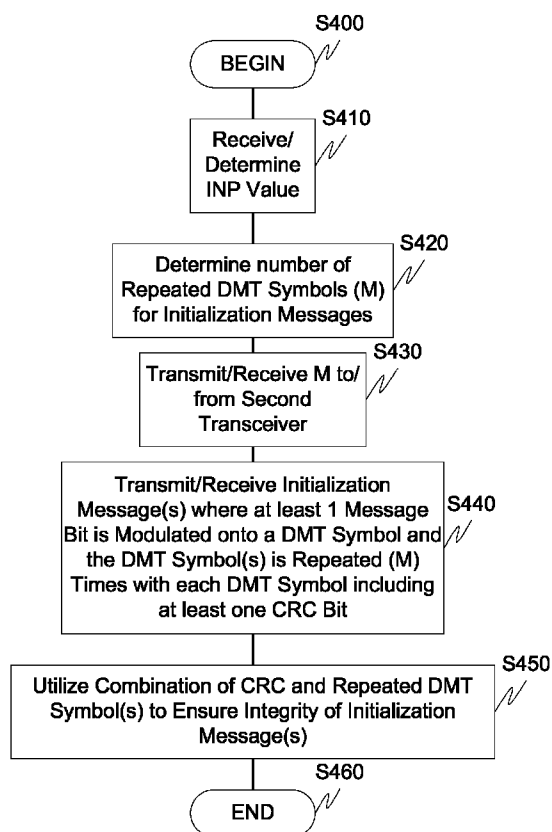 S400
BEGIN
S410
Receive/
Determine
INP Value
S420
Determine number of
Repeated DMT Symbols (M)
for Initialization Messages
S430
Transmit/Receive M to/
from Second
Transceiver
S440
Transmit/Receive Initialization
Message(s) where at least 1 Message
Bit is Modulated onto a DMT Symbol and
the DMT Symbol(s) is Repeated (M)
Times with each DMT Symbol including
at least one CRC Bit
S450
Utilize Combination of CRC and Repeated DMT
Symbol(s) to Ensure Integrity of Initialization
Message(s)
S460
END